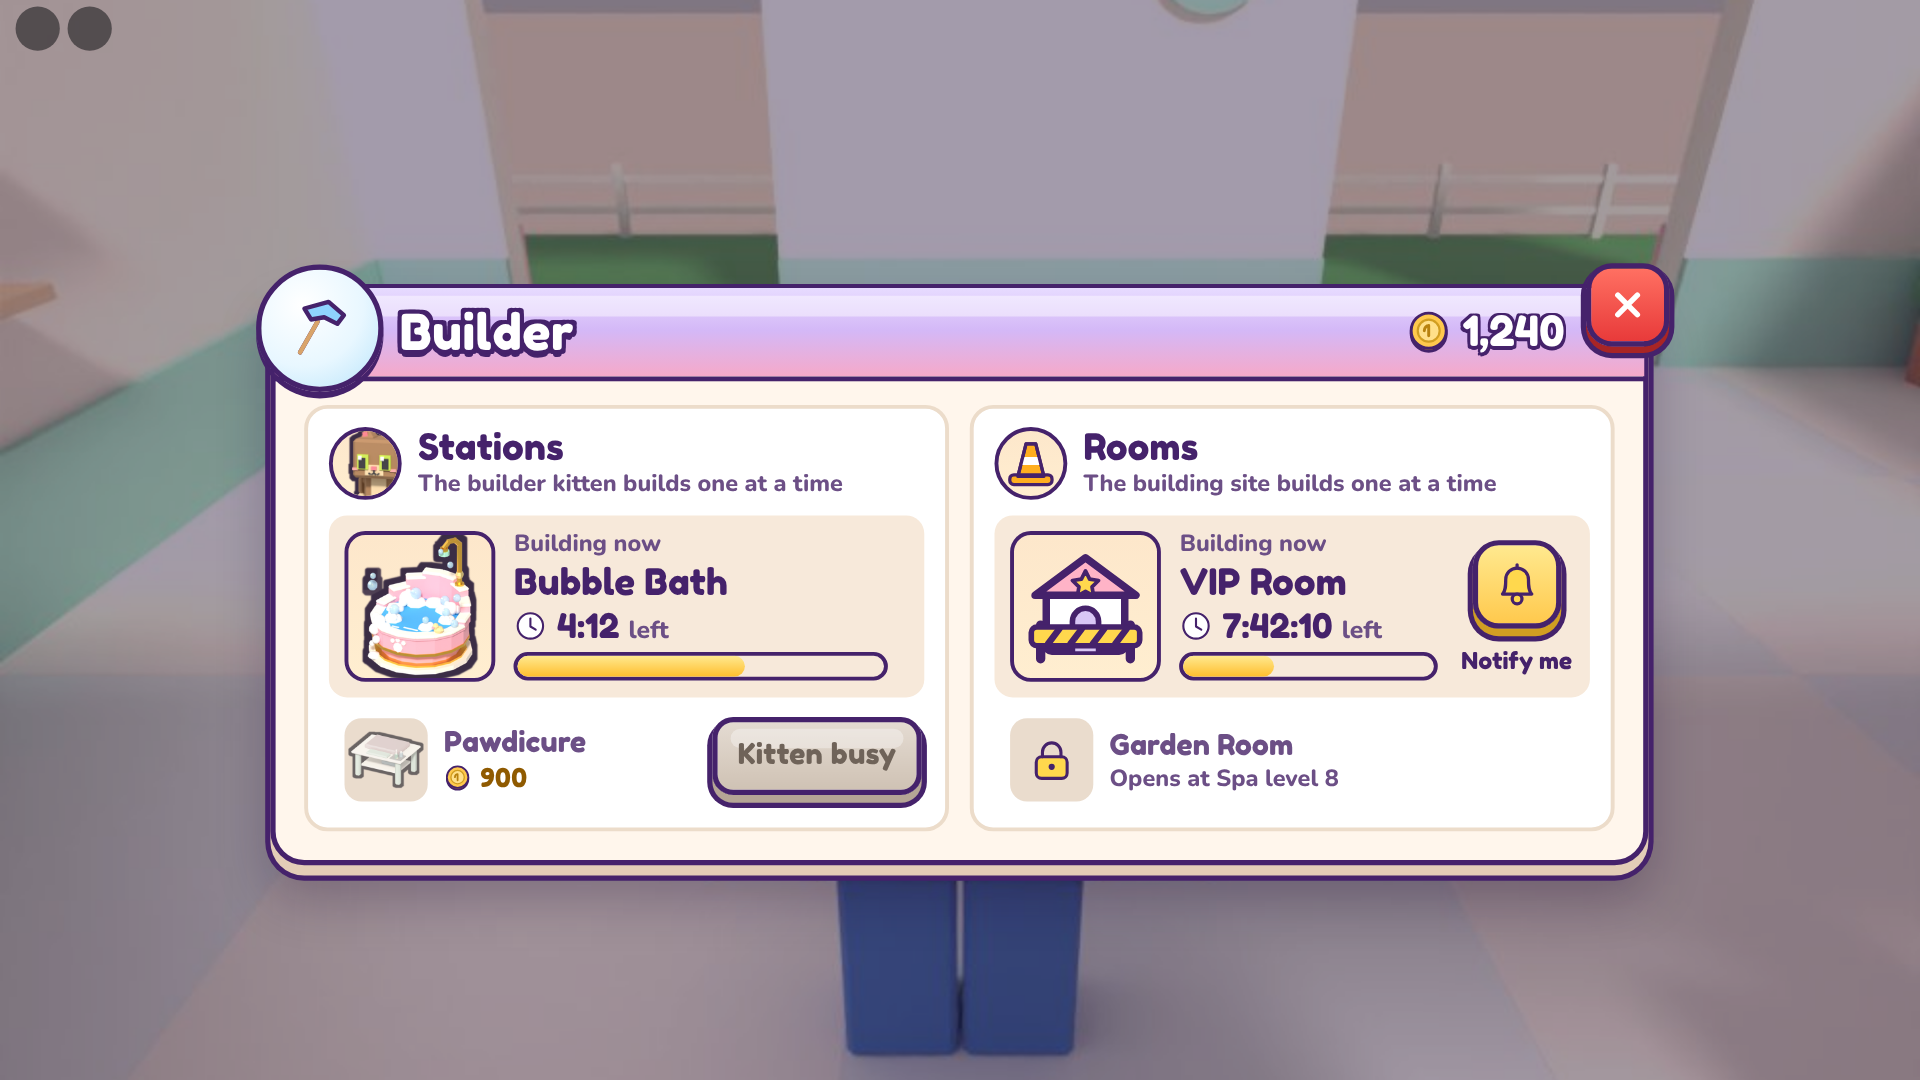 Builder
1,240
Stations
The builder kitten builds one at a time
Building now
Bubble Bath
4:12 left
Pawdicure
900
Kitten busy
Rooms
The building site builds one at a time
Building now
VIP Room
7:42:10 left
Notify me
Garden Room
Opens at Spa level 8